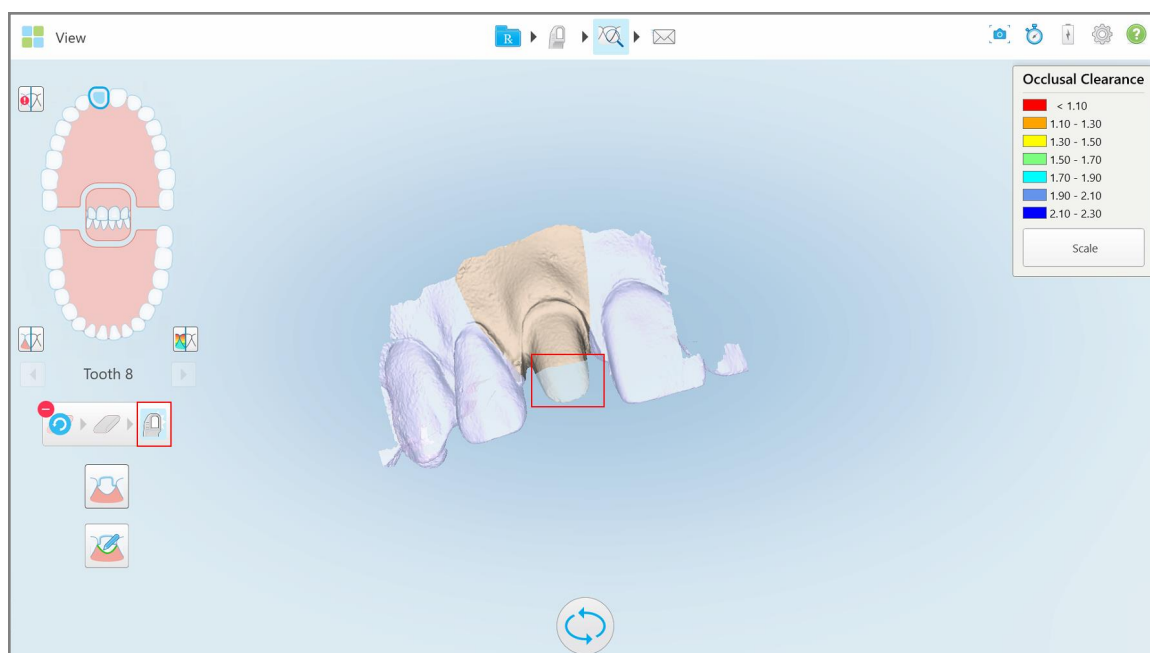 View
R
?
Occlusal Clearance
< 1.10
1.10 - 1.30
1.30 - 1.50
1.50 - 1.70
1.70 - 1.90
1.90 - 2.10
2.10 - 2.30
Scale
Tooth 8